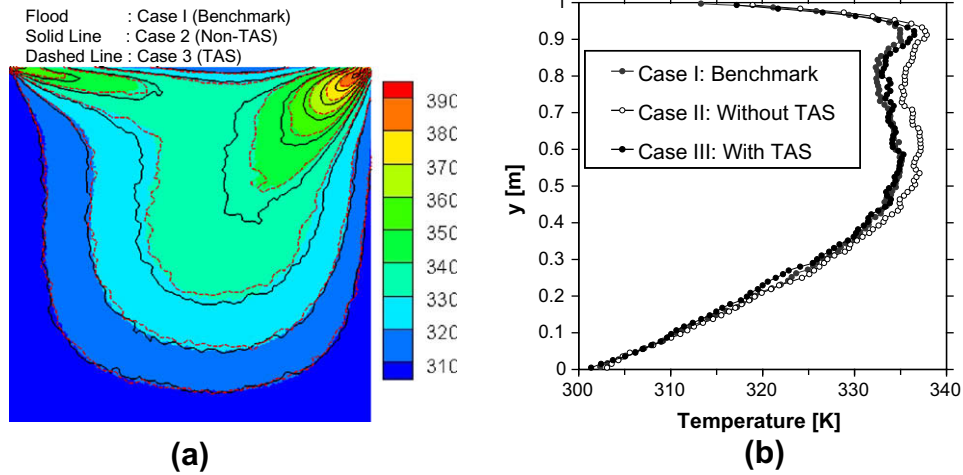 Flood : Case I (Benchmark)
Solid Line : Case 2 (Non-TAS)
Dashed Line : Case 3 (TAS)
390
380
370
360
350
340
330
320
310
(a)
1
0.9
0.8
0.7
0.6
0.5
0.4
0.3
0.2
0.1
0
y [m]
Case I: Benchmark
Case II: Without TAS
Case III: With TAS
300 310 320 330 340
Temperature [K]
(b)